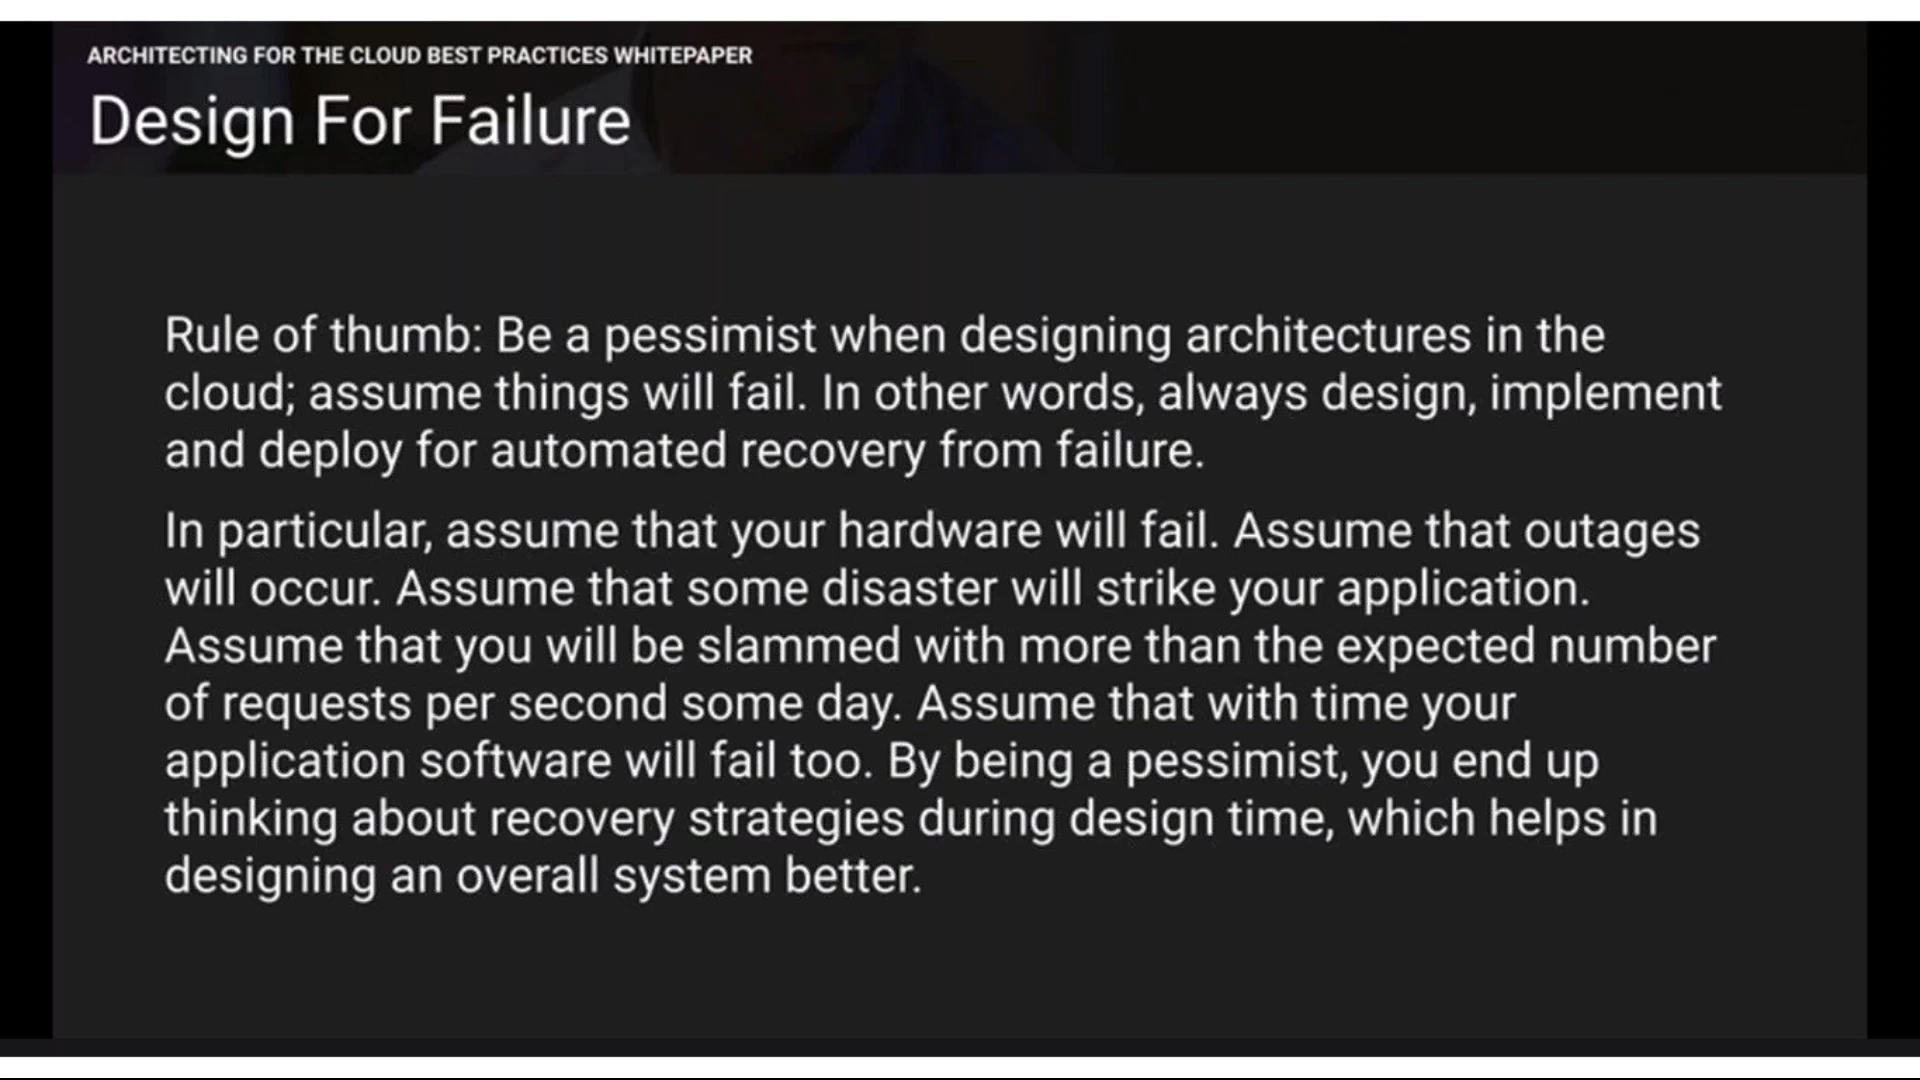 ARCHITECTING FOR THE CLOUD BEST PRACTICES WHITEPAPER
Design For Failure
Rule of thumb: Be a pessimist when designing architectures in the
cloud; assume things will fail. In other words, always design, implement
and deploy for automated recovery from failure.
In particular, assume that your hardware will fail. Assume that outages
will occur. Assume that some disaster will strike your application.
Assume that you will be slammed with more than the expected number
of requests per second some day. Assume that with time your
application software will fail too. By being a pessimist, you end up
thinking about recovery strategies during design time, which helps in
designing an overall system better.